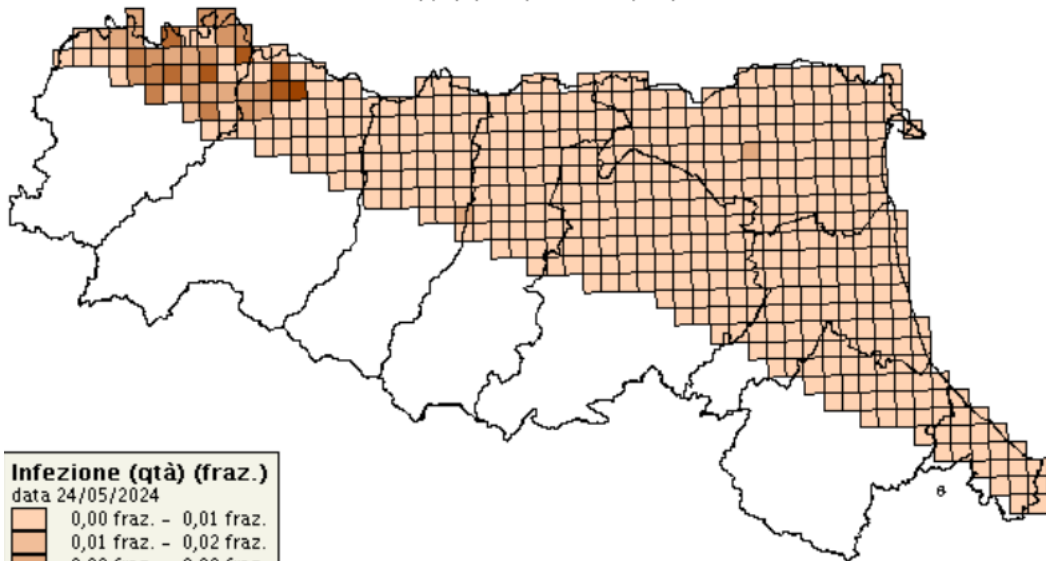 Infezione (qtà) (fraz.)
data 24/05/2024
0,00 fraz. - 0,01 fraz.
0,01 fraz. - 0,02 fraz.